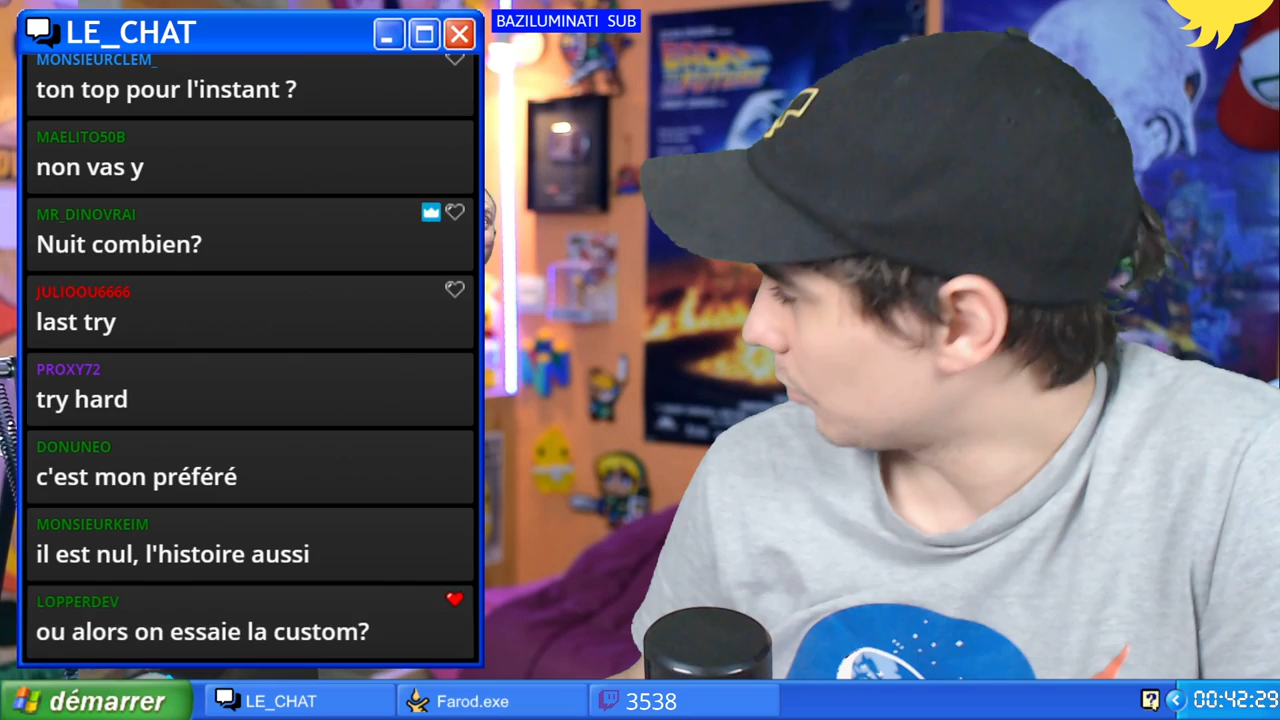 LE_CHAT
BAZILUMINATI SUB
MONSIEURCLEM_
ton top pour l'instant ?
MAELITO50B
non vas y
MR_DINOVRAI
Nuit combien?
JULIOOU6666
last try
PROXY72
try hard
DONUNEO
c'est mon préféré
MONSIEURKEIM
il est nul, l'histoire aussi
LOPPERDEV
ou alors on essaie la custom?
BACK
FUTURE
démarrer
LE_CHAT
Farod.exe
3538
00:42:29